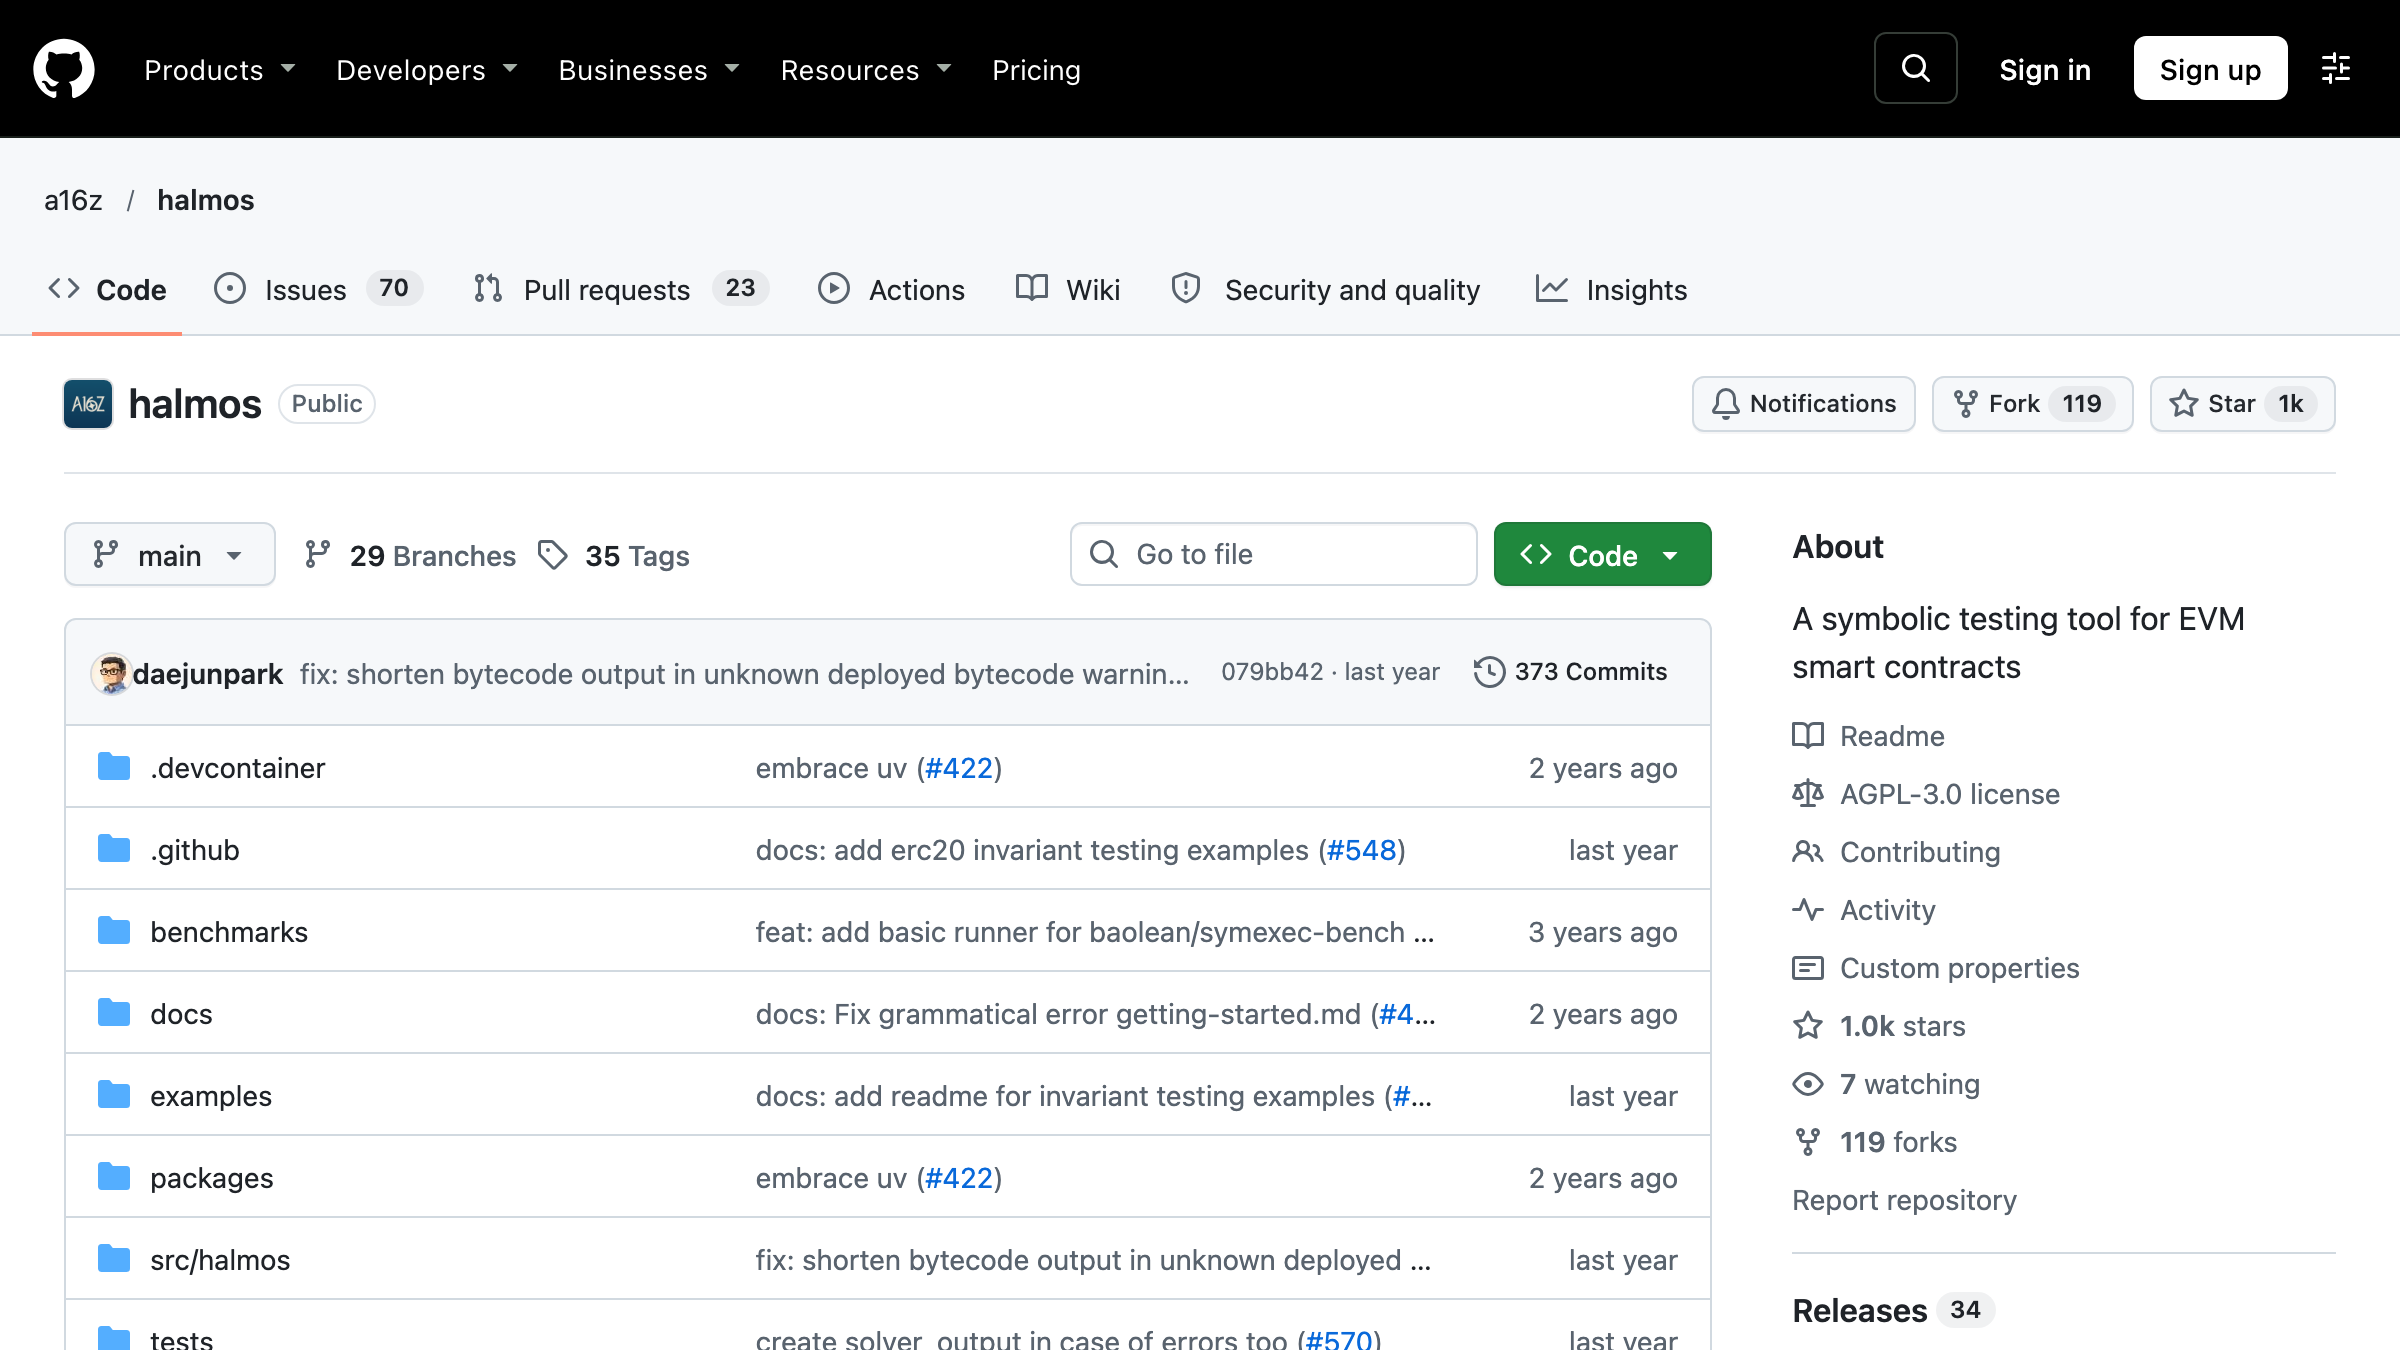 Products Developers Businesses Resources Pricing Sign in Sign up
a16z / halmos
Code Issues 70 Pull requests 23 Actions Wiki Security and quality Insights
A16Z halmos Public Notifications Fork 119 Star 1k
main 29 Branches 35 Tags Go to file Code
daejunpark fix: shorten bytecode output in unknown deployed bytecode warnin... 079bb42 · last year 373 Commits
.devcontainer embrace uv (#422) 2 years ago
.github docs: add erc20 invariant testing examples (#548) last year
benchmarks feat: add basic runner for baolean/symexec-bench ... 3 years ago
docs docs: Fix grammatical error getting-started.md (#4... 2 years ago
examples docs: add readme for invariant testing examples (#... last year
packages embrace uv (#422) 2 years ago
src/halmos fix: shorten bytecode output in unknown deployed ... last year
tests create solver_output in case of errors too (#570) last year
About
A symbolic testing tool for EVM
smart contracts
Readme
AGPL-3.0 license
Contributing
Activity
Custom properties
1.0k stars
7 watching
119 forks
Report repository
Releases 34